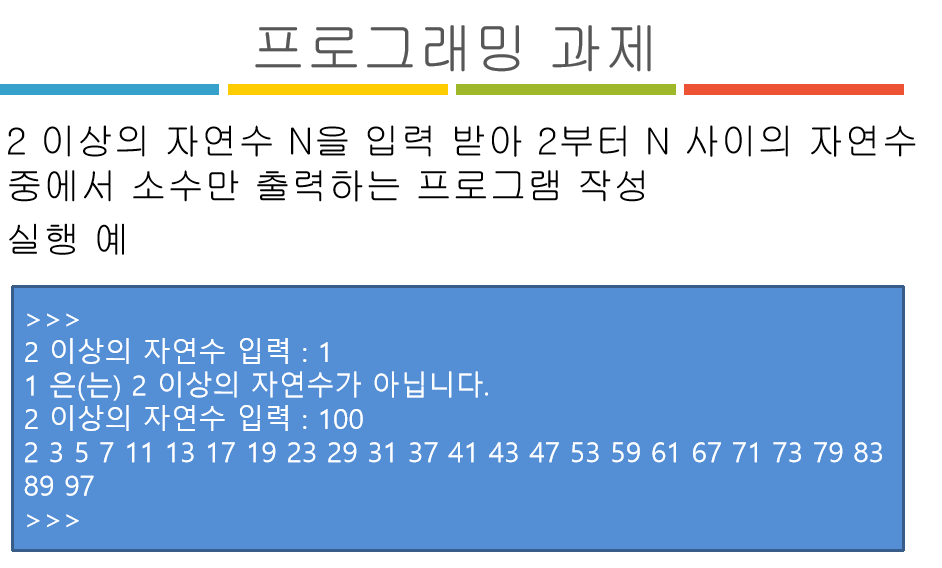 프로그래밍 과제
2 이상의 자연수 N을 입력 받아 2부터 N 사이의 자연수
중에서 소수만 출력하는 프로그램 작성
실행 예
>>>
2 이상의 자연수 입력 : 1
1 은(는) 2 이상의 자연수가 아닙니다.
2 이상의 자연수 입력 : 100
2 3 5 7 11 13 17 19 23 29 31 37 41 43 47 53 59 61 67 71 73 79 83
89 97
>>>